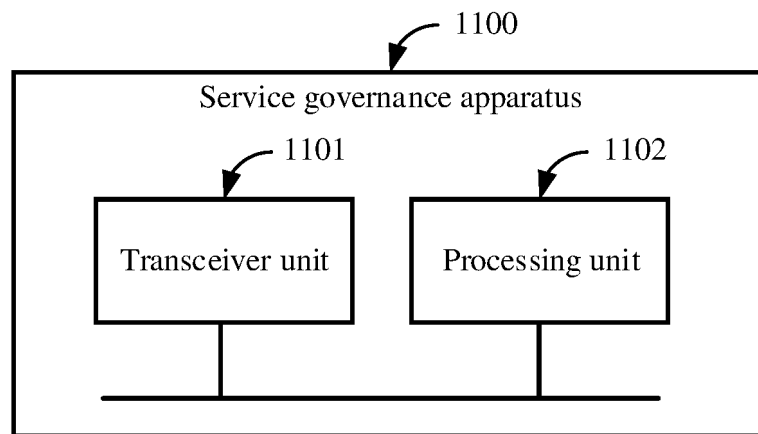 1100
Service governance apparatus
1101
1102
Transceiver unit
Processing unit